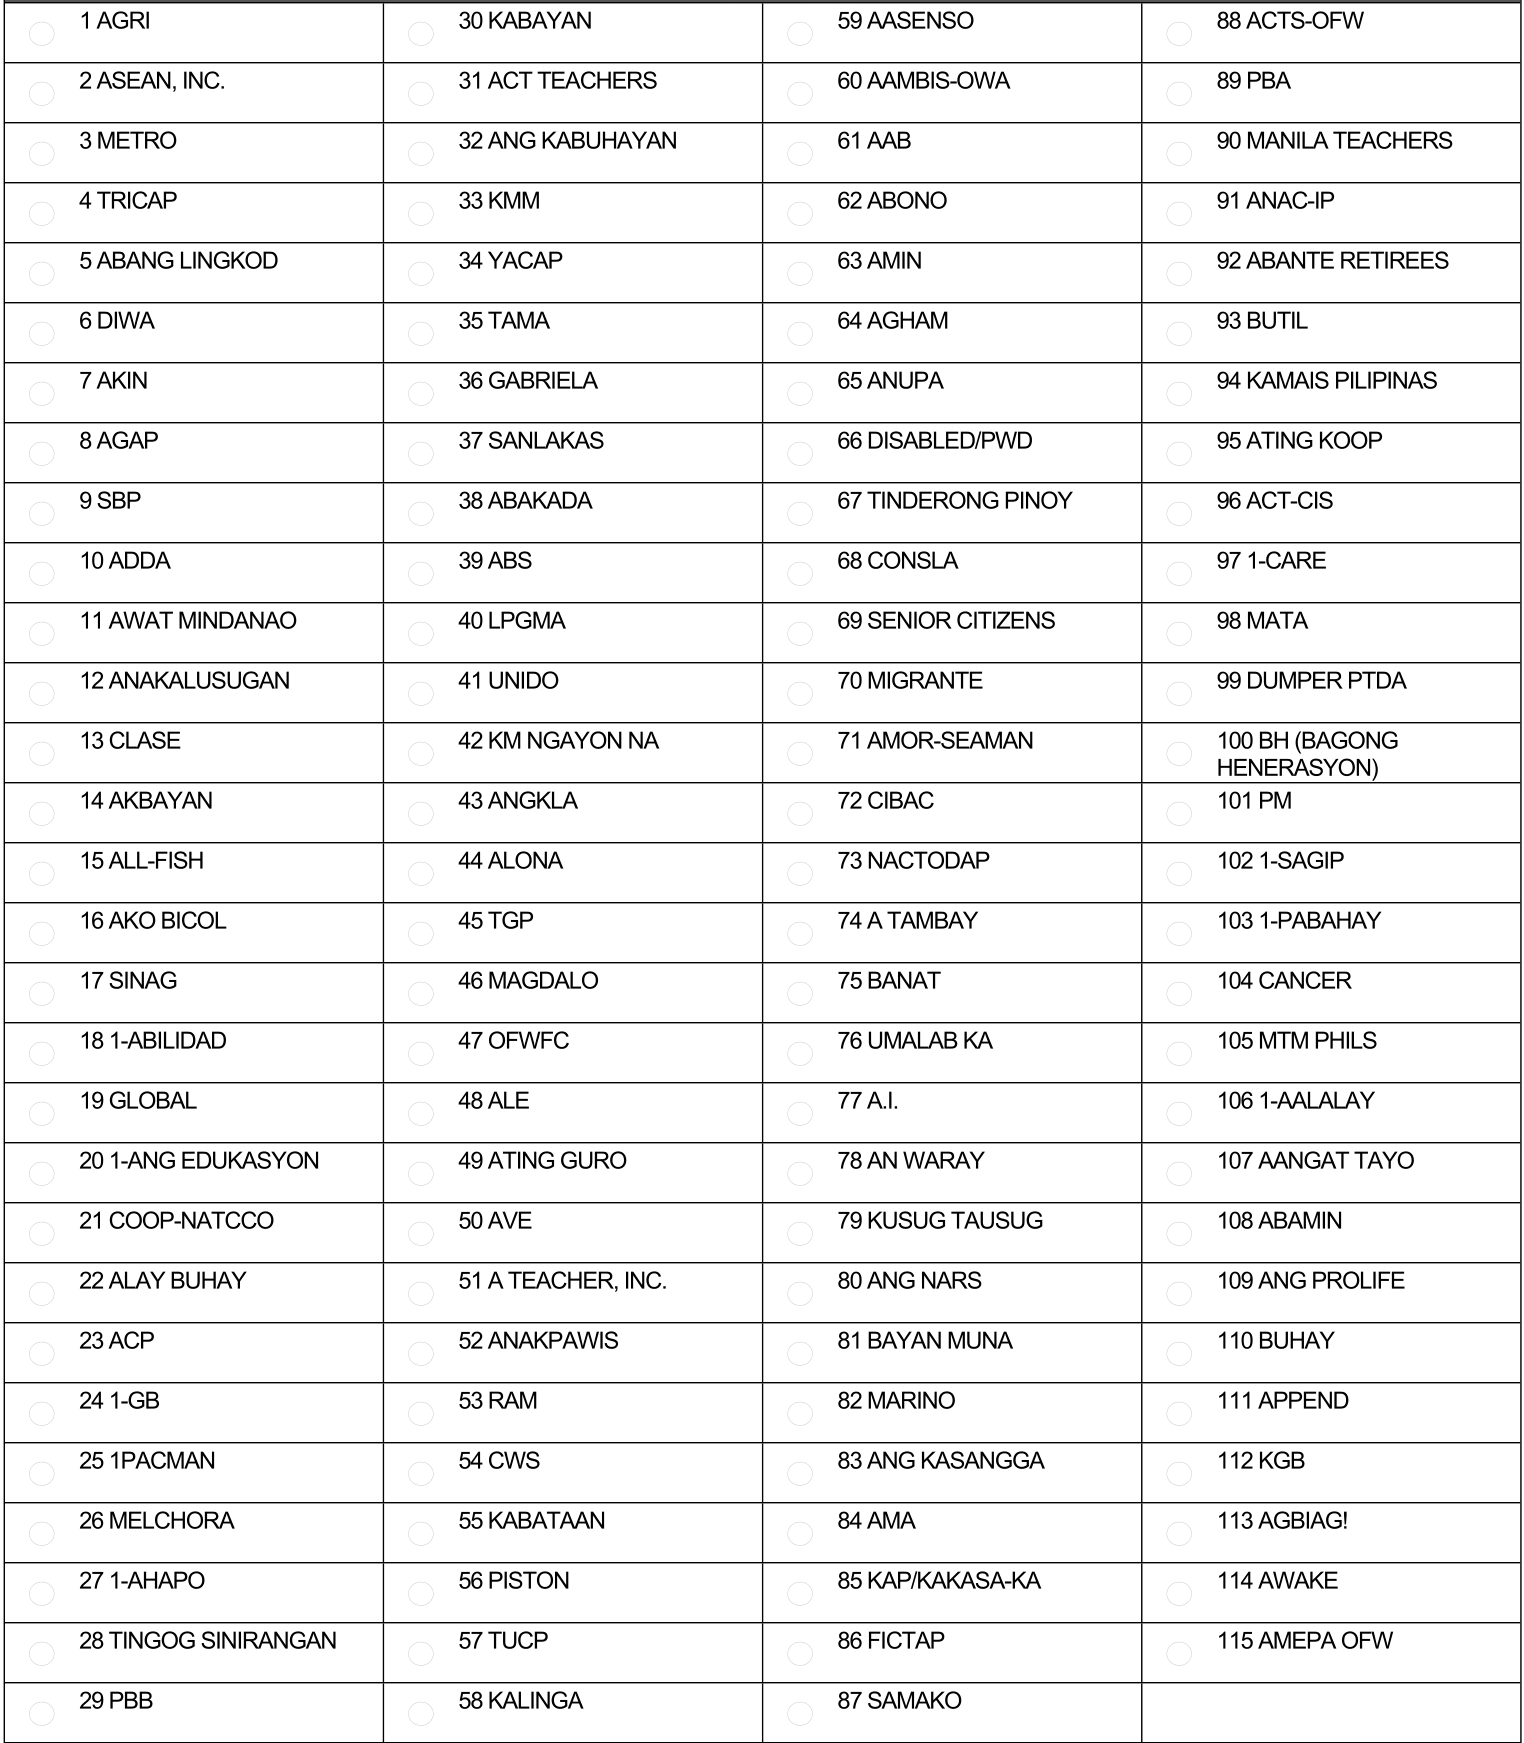 1 AGRI
2 ASEAN, INC.
3 METRO
4 TRICAP
5 ABANG LINGKOD
6 DIWA
7 AKIN
8 AGAP
9 SBP
10 ADDA
11 AWAT MINDANAO
12 ANAKALUSUGAN
13 CLASE
14 AKBAYAN
15 ALL-FISH
16 AKO BICOL
17 SINAG
18 1-ABILIDAD
19 GLOBAL
20 1-ANG EDUKASYON
21 COOP-NATCCO
22 ALAY BUHAY
23 ACP
24 1-GB
25 1PACMAN
26 MELCHORA
27 1-AHAPO
28 TINGOG SINIRANGAN
29 PBB
30 KABAYAN
31 ACT TEACHERS
32 ANG KABUHAYAN
33 KMM
34 YACAP
35 TAMA
36 GABRIELA
37 SANLAKAS
38 ABAKADA
39 ABS
40 LPGMA
41 UNIDO
42 KM NGAYON NA
43 ANGKLA
44 ALONA
45 TGP
46 MAGDALO
47 OFWFC
48 ALE
49 ATING GURO
50 AVE
51 A TEACHER, INC.
52 ANAKPAWIS
53 RAM
54 CWS
55 KABATAAN
56 PISTON
57 TUCP
58 KALINGA
59 AASENSO
60 AAMBIS-OWA
61 AAB
62 ABONO
63 AMIN
64 AGHAM
65 ANUPA
66 DISABLED/PWD
67 TINDERONG PINOY
68 CONSLA
69 SENIOR CITIZENS
70 MIGRANTE
71 AMOR-SEAMAN
72 CIBAC
73 NACTODAP
74 A TAMBAY
75 BANAT
76 UMALAB KA
77 A.I.
78 AN WARAY
79 KUSUG TAUSUG
80 ANG NARS
81 BAYAN MUNA
82 MARINO
83 ANG KASANGGA
84 AMA
85 KAP/KAKASA-KA
86 FICTAP
87 SAMAKO
88 ACTS-OFW
89 PBA
90 MANILA TEACHERS
91 ANAC-IP
92 ABANTE RETIREES
93 BUTIL
94 KAMAIS PILIPINAS
95 ATING KOOP
96 ACT-CIS
97 1-CARE
98 MATA
99 DUMPER PTDA
100 BH (BAGONG
HENERASYON)
101 PM
102 1-SAGIP
103 1-PABAHAY
104 CANCER
105 MTM PHILS
106 1-AALALAY
107 AANGAT TAYO
108 ABAMIN
109 ANG PROLIFE
110 BUHAY
111 APPEND
112 KGB
113 AGBIAG!
114 AWAKE
115 AMEPA OFW